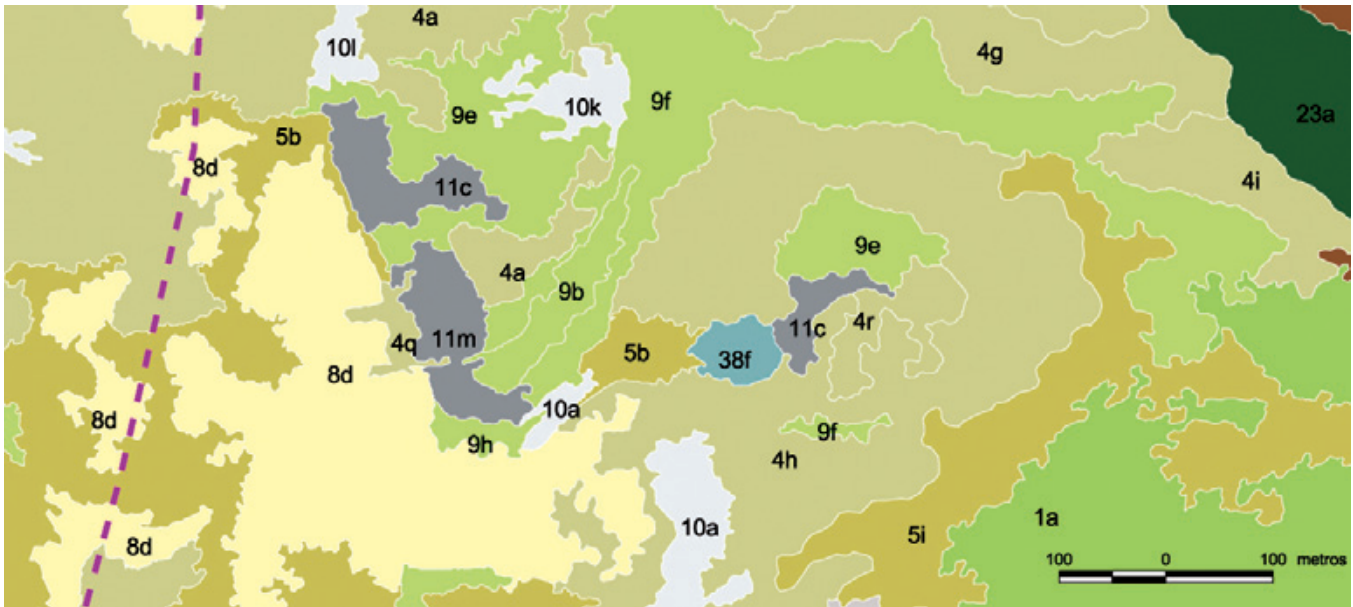 4a
10l
4g
10k
9f
9e
23a
5b
8d
11c
4i
9e
4a
9b
11c
4r
11m
4q
5b
38f
8d
8d
10a
9f
9h
4h
10a
1a
5i
8d
100 0 100 metros